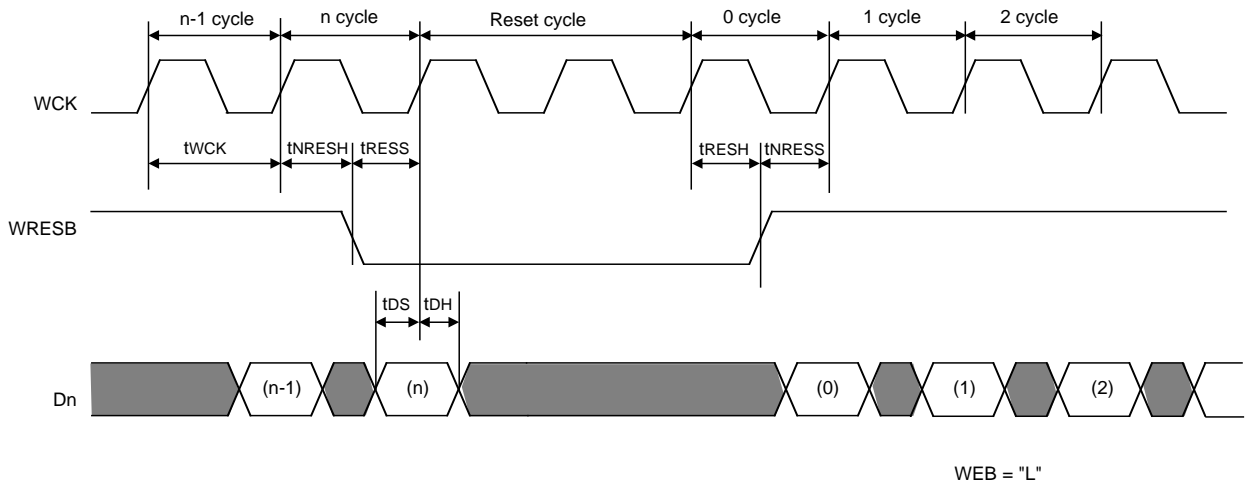 n-1 cycle n cycle Reset cycle 0 cycle 1 cycle 2 cycle
WCK
tWCK tNRESH tRESS tRESH tNRESS
WRESB
tDS tDH
Dn (n-1) (n) (0) (1) (2)
WEB = "L"